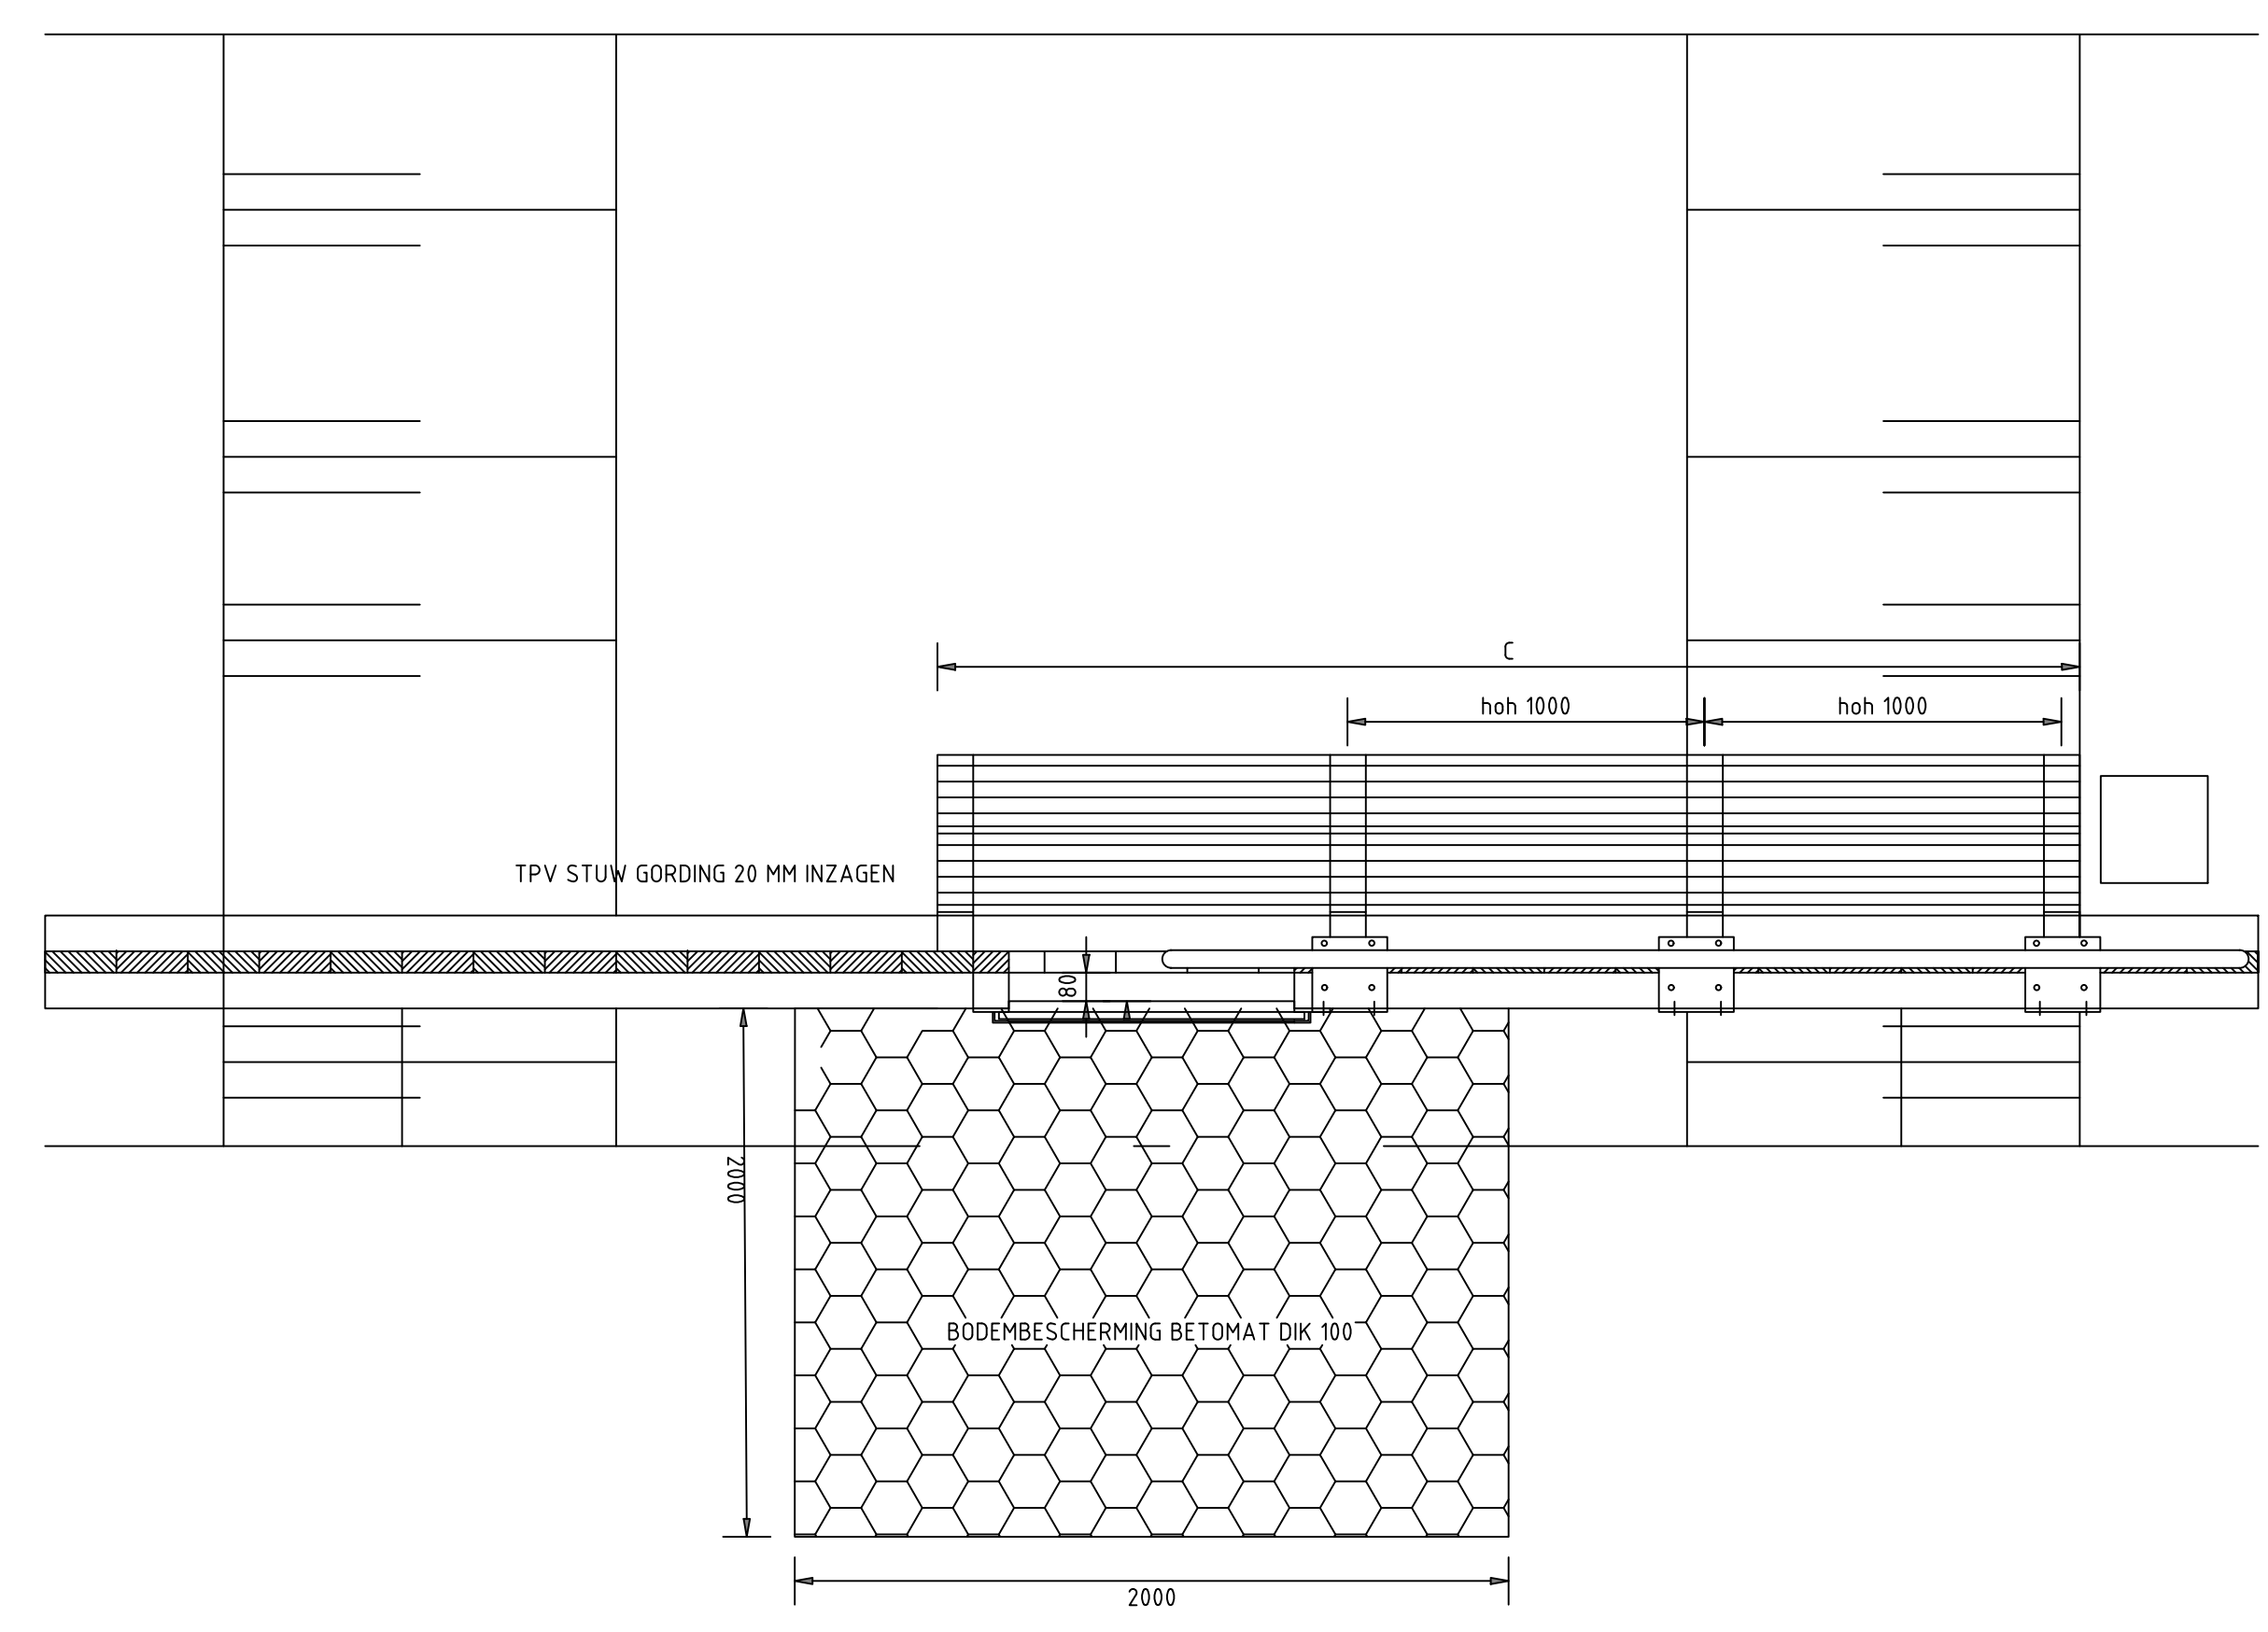 C
hoh 1000 hoh 1000
TPV STUW GORDING 20 MM INZAGEN
80
2000
BODEMBESCHERMING BETOMAT DIK 100
2000